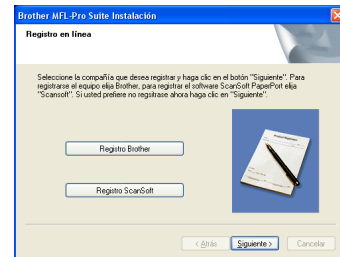 Brother MFL-Pro Suite Instalación
Registro en línea
Seleccione la compañía que desea registrar y haga clic en el botón "Siguiente". Para
registrarse el equipo elija Brother, para registrar el software ScanSoft PaperPort elija
"Scansoft". Si usted prefiere no regsitrase ahora haga clic en "Siguiente".
Registro Brother
Registro ScanSoft
< Atrás
Siguiente >
Cancelar